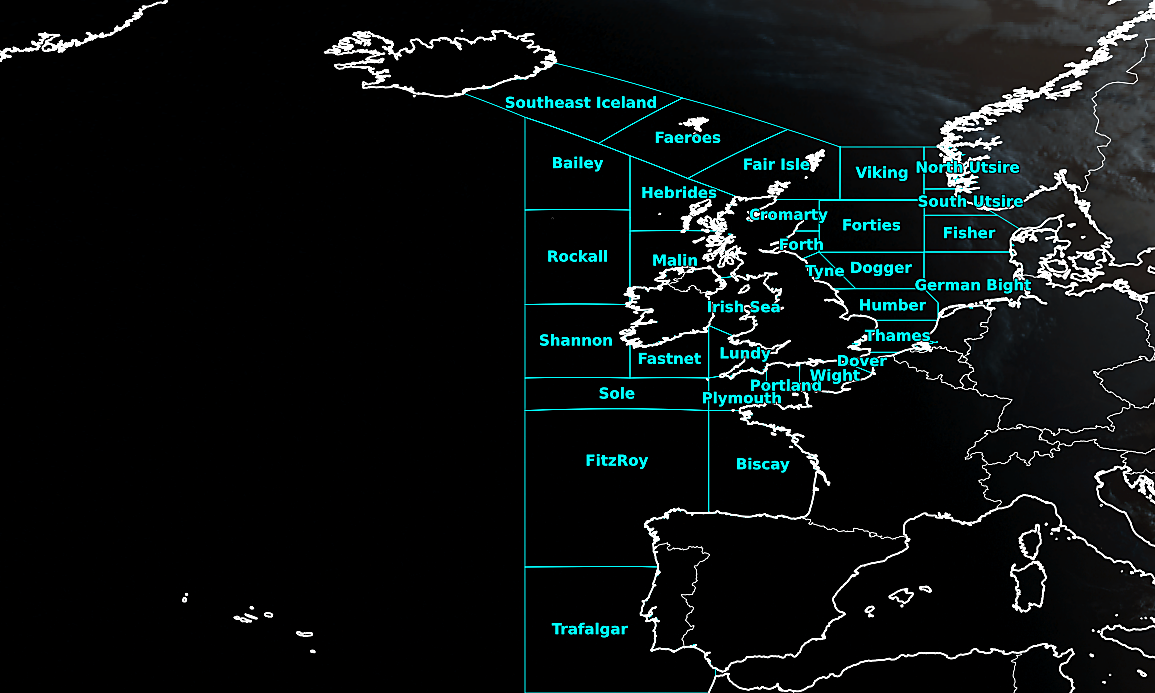 Southeast Iceland
Faeroes
Bailey
Fair Isle
Viking
North Utsire
Hebrides
South Utsire
Cromarty
Forties
Fisher
Forth
Rockall
Malin
Tyne
Dogger
German Bight
Irish Sea
Humber
Thames
Shannon
Fastnet
Lundy
Dover
Wight
Portland
Sole
Plymouth
FitzRoy
Biscay
Trafalgar